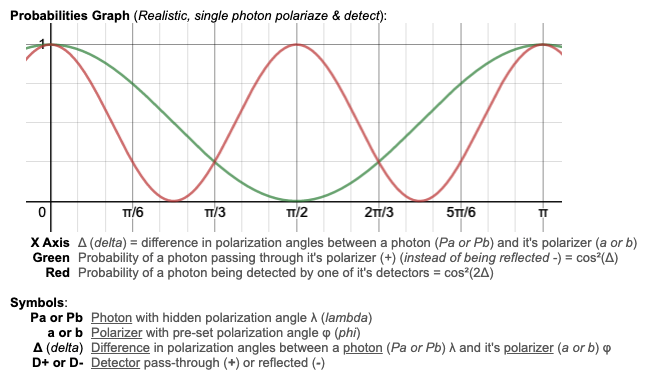 Probabilities Graph (Realistic, single photon polariaze & detect):
1
0 π/6 π/3 π/2 2π/3 5π/6 π
X Axis Δ (delta) = difference in polarization angles between a photon (Pa or Pb) and it's polarizer (a or b)
Green Probability of a photon passing through it's polarizer (+) (instead of being reflected -) = cos²(Δ)
Red Probability of a photon being detected by one of it's detectors = cos²(2Δ)
Symbols:
Pa or Pb Photon with hidden polarization angle λ (lambda)
a or b Polarizer with pre-set polarization angle φ (phi)
Δ (delta) Difference in polarization angles between a photon (Pa or Pb) λ and it's polarizer (a or b) φ
D+ or D- Detector pass-through (+) or reflected (-)